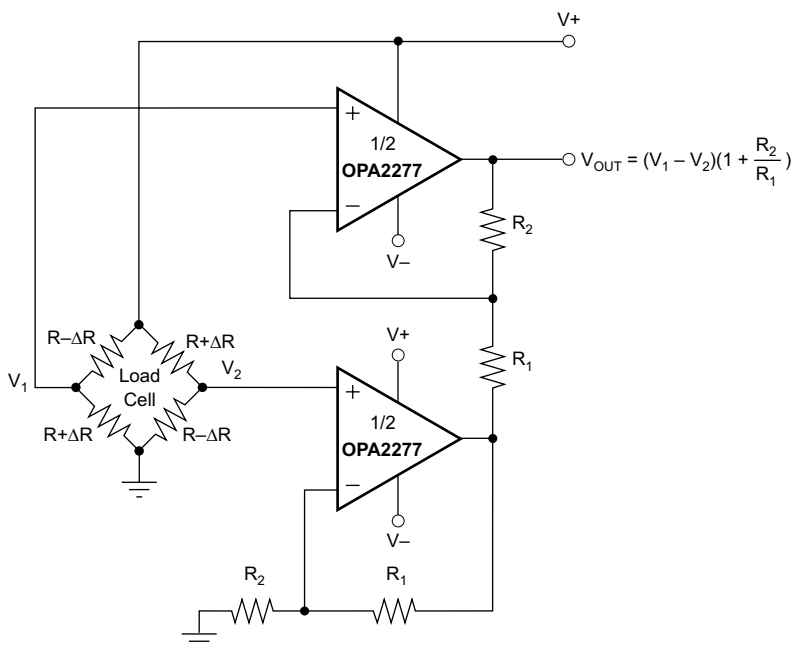 V+
+
1/2
OPA2277
−
V−
V_OUT = (V_1 – V_2)(1 + R_2/R_1 )
R_2
R_1
V+
R–ΔR
R+ΔR
V_1
V_2
Load
Cell
R+ΔR
R–ΔR
+
1/2
OPA2277
−
V−
R_2
R_1